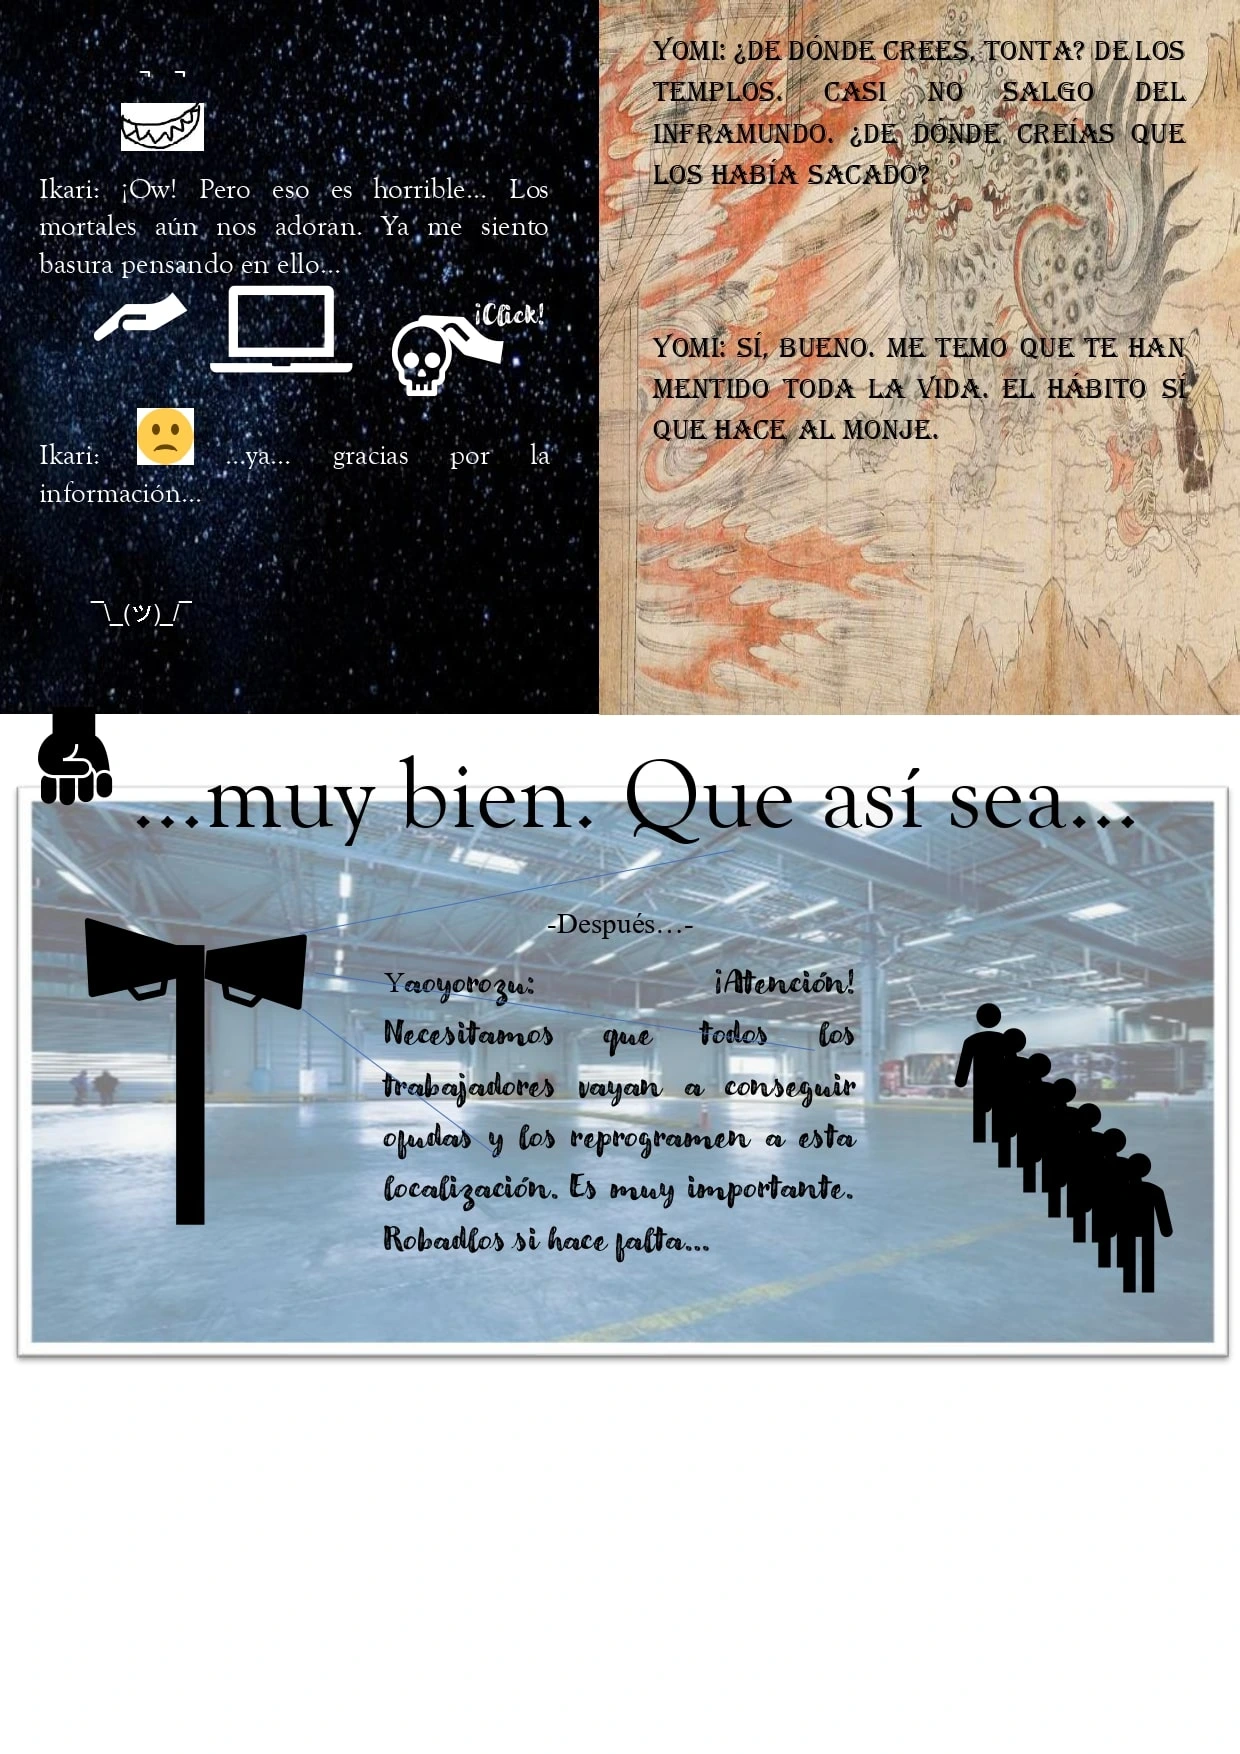 ¬ ¬
Ikari: ¡Ow! Pero eso es horrible... Los
mortales aún nos adoran. Ya me siento
basura pensando en ello...
¡Click!
Ikari: ...ya... gracias por la
información...
¯\_(ツ)_/¯
YOMI: ¿DE DÓNDE CREES, TONTA? DE LOS
TEMPLOS. CASI NO SALGO DEL
INFRAMUNDO. ¿DE DÓNDE CREÍAS QUE
LOS HABÍA SACADO?
YOMI: SÍ, BUENO. ME TEMO QUE TE HAN
MENTIDO TODA LA VIDA. EL HÁBITO SÍ
QUE HACE AL MONJE.
...muy bien. Que así sea...
-Después...-
Yaoyorozu: ¡Atención!
Necesitamos que todos los
trabajadores vayan a conseguir
ofudas y los reprogramen a esta
localización. Es muy importante.
Robadlos si hace falta...